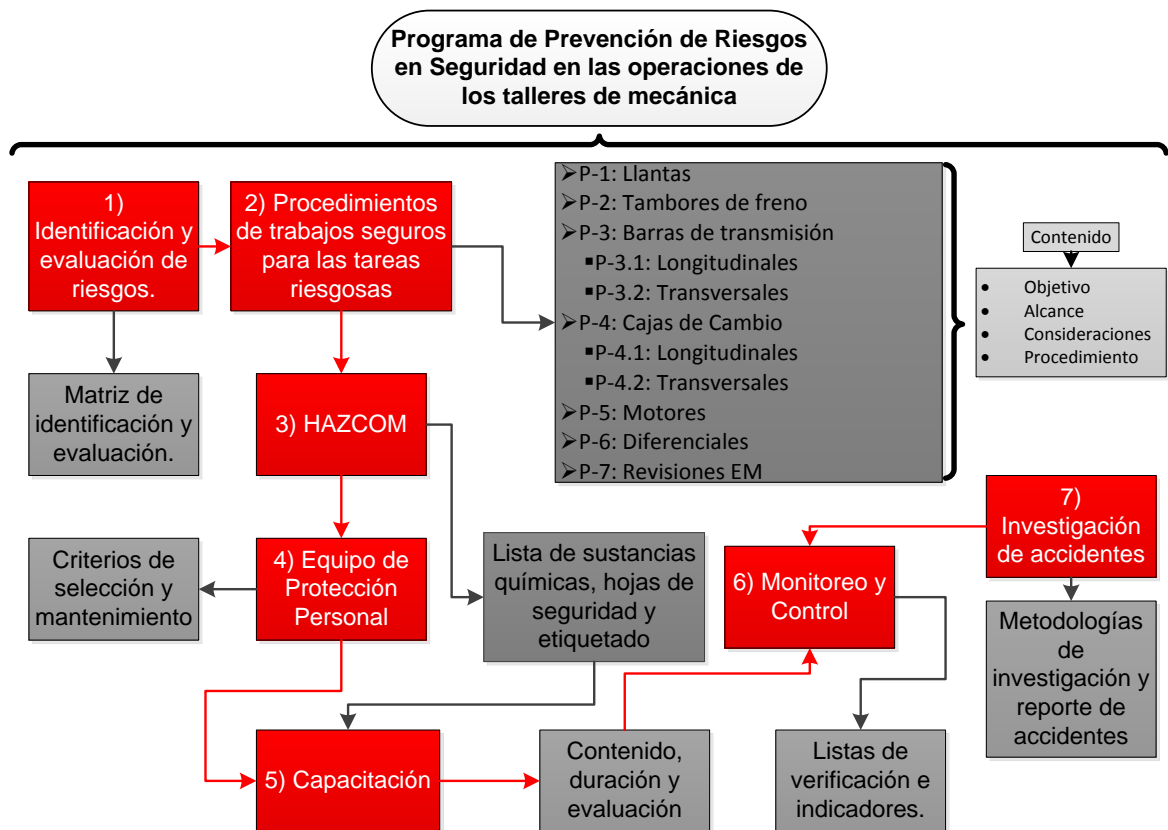 Programa de Prevención de Riesgos
en Seguridad en las operaciones de
los talleres de mecánica
1)
Identificación y
evaluación de
riesgos.
2) Procedimientos
de trabajos seguros
para las tareas
riesgosas
➢P-1: Llantas
➢P-2: Tambores de freno
➢P-3: Barras de transmisión
▪P-3.1: Longitudinales
▪P-3.2: Transversales
➢P-4: Cajas de Cambio
▪P-4.1: Longitudinales
▪P-4.2: Transversales
➢P-5: Motores
➢P-6: Diferenciales
➢P-7: Revisiones EM
Contenido
• Objetivo
• Alcance
• Consideraciones
• Procedimiento
Matriz de
identificación y
evaluación.
3) HAZCOM
Criterios de
selección y
mantenimiento
4) Equipo de
Protección
Personal
Lista de sustancias
químicas, hojas de
seguridad y
etiquetado
6) Monitoreo y
Control
7)
Investigación
de accidentes
Metodologías
de
investigación y
reporte de
accidentes
5) Capacitación
Contenido,
duración y
evaluación
Listas de
verificación e
indicadores.